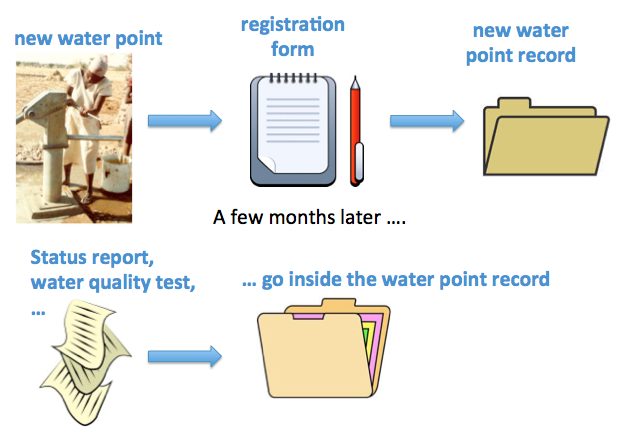 new water point
registration
form
new water
point record
A few months later ....
Status report,
water quality test,
...
... go inside the water point record